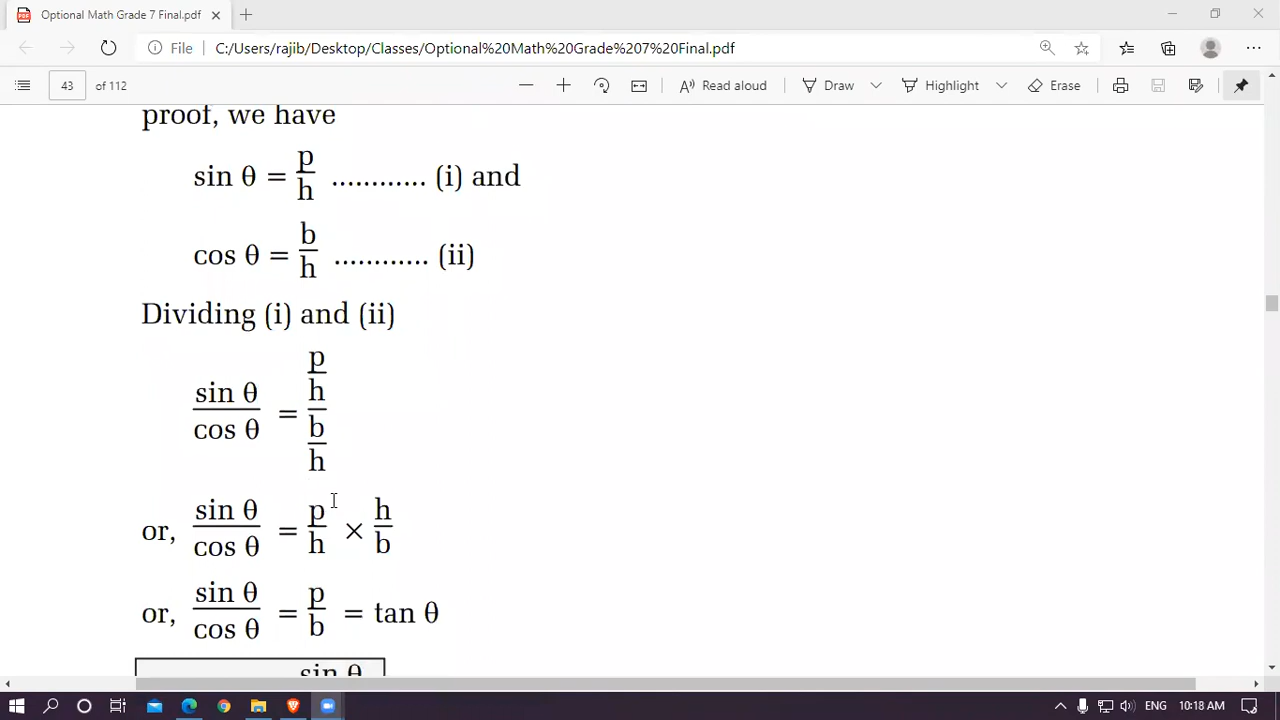 Optional Math Grade 7 Final.pdf
File C:/Users/rajib/Desktop/Classes/Optional%20Math%20Grade%207%20Final.pdf
43 of 112 Read aloud Draw Highlight Erase
proof, we have
sin θ = p/h ............ (i) and
cos θ = b/h ............ (ii)
Dividing (i) and (ii)
sin θ/cos θ = (p/h)/(b/h)
or, sin θ/cos θ = p/h × h/b
or, sin θ/cos θ = p/b = tan θ
sin θ
ENG 10:18 AM